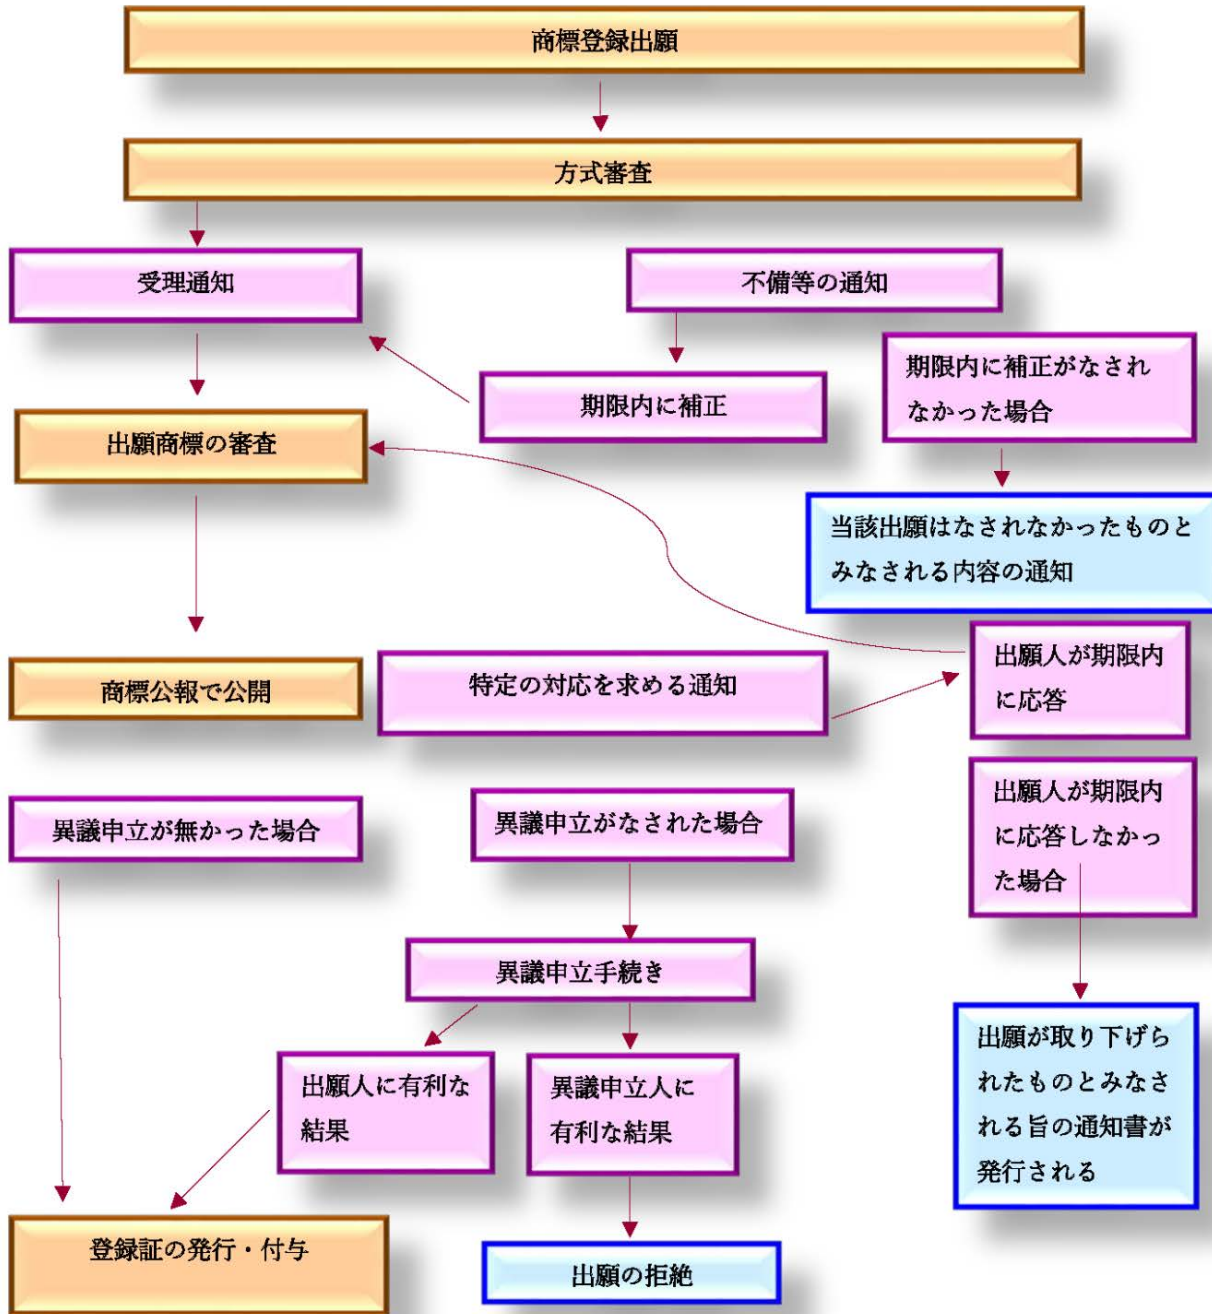 商標登録出願
方式審査
受理通知
不備等の通知
期限内に補正
期限内に補正がなされ
なかった場合
出願商標の審査
当該出願はなされなかったものと
みなされる内容の通知
商標公報で公開
特定の対応を求める通知
出願人が期限内
に応答
異議申立が無かった場合
異議申立がなされた場合
出願人が期限内
に応答しなかっ
た場合
異議申立手続き
出願人に有利な
結果
異議申立人に
有利な結果
出願が取り下げら
れたものとみなさ
れる旨の通知書が
発行される
登録証の発行・付与
出願の拒絶